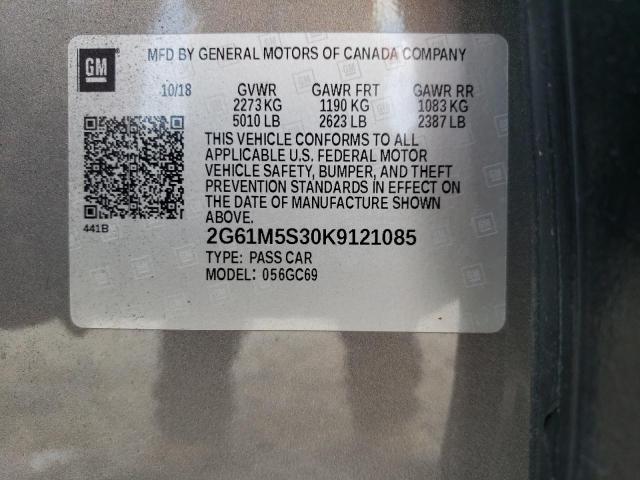 GM
MFD BY GENERAL MOTORS OF CANADA COMPANY
10/18 GVWR GAWR FRT GAWR RR
2273 KG 1190 KG 1083 KG
5010 LB 2623 LB 2387 LB
THIS VEHICLE CONFORMS TO ALL
APPLICABLE U.S. FEDERAL MOTOR
VEHICLE SAFETY, BUMPER, AND THEFT
PREVENTION STANDARDS IN EFFECT ON
THE DATE OF MANUFACTURE SHOWN
ABOVE.
441B
2G61M5S30K9121085
TYPE: PASS CAR
MODEL: 056GC69